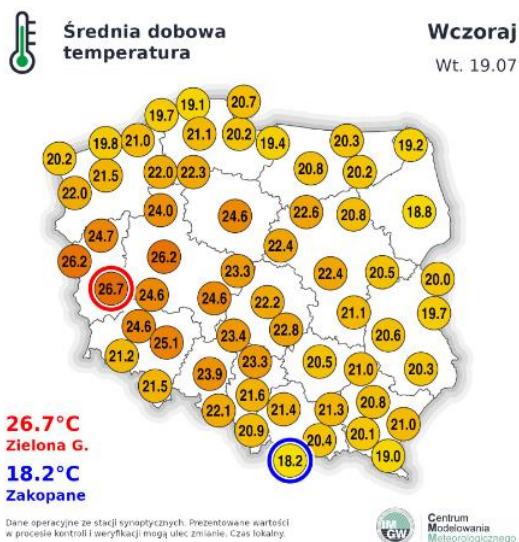 Średnia dobowa
temperatura
Wczoraj
Wt. 19.07
19.7 19.1 20.7
20.2 19.8 21.0 21.1 20.2 19.4 20.3 19.2
22.0 21.5 22.0 22.3 20.8 20.2
24.0 24.6 22.6 20.8 18.8
24.7 22.4
26.2 26.2 23.3 22.4 20.5 20.0
26.7 24.6 24.6 22.2 21.1 19.7
24.6 25.1 23.4 22.8 20.6
21.2 23.9 23.3 20.5 21.0 20.3
21.5 22.1 21.6 21.4 21.3 20.8 21.0
20.9 20.4 20.1
18.2 19.0
26.7°C
Zielona G.
18.2°C
Zakopane
Dane operacyjne ze stacji synoptycznych. Prezentowane wartości
w procesie kontroli i weryfikacji mogą ulec zmianie. Czas lokalny.
IM
GW
Centrum
Modelowania
Meteorologicznego